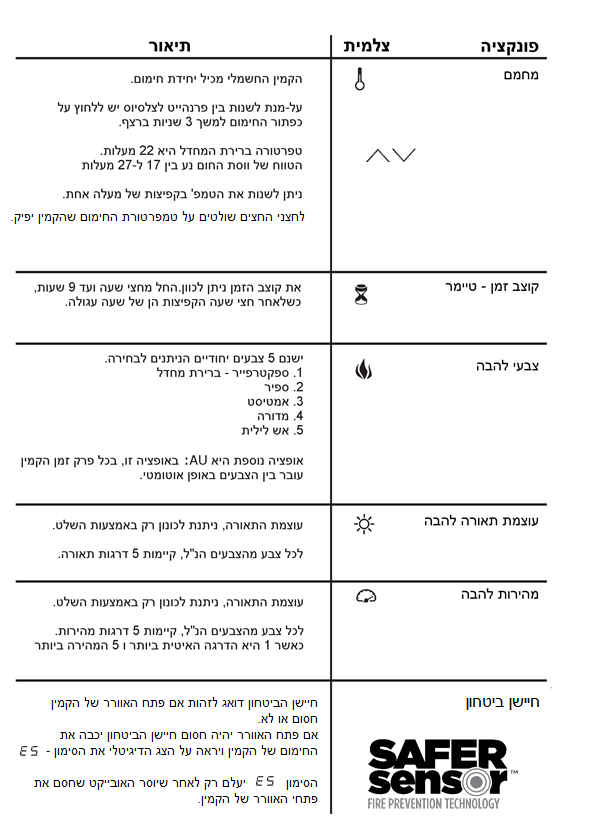 פונקציה צלמית תיאור
מחמם
הקמין החשמלי מכיל יחידת חימום.
על-מנת לשנות בין פרנהייט לצלסיוס יש ללחוץ על
כפתור החימום למשך 3 שניות ברצף.
טפרטורה ברירת המחדל היא 22 מעלות.
הטווח של ווסת החום נע בין 17 ל-27 מעלות
ניתן לשנות את הטמפ' בקפיצות של מעלה אחת.
לחצני החצים שולטים על טמפרטורת החימום שהקמין יפיק.
קוצב זמן - טיימר
את קוצב הזמן ניתן לכוון.החל מחצי שעה ועד 9 שעות,
כשלאחר חצי שעה הקפיצות הן של שעה עגולה.
צבעי להבה
ישנם 5 צבעים יחודיים הניתנים לבחירה.
1. ספקטרפייר - ברירת מחדל
2. ספיר
3. אמטיסט
4. מדורה
5. אש לילית
אופציה נוספת היא AU: באופציה זו, בכל פרק זמן הקמין
עובר בין הצבעים באופן אוטומטי.
עוצמת תאורה להבה
עוצמת התאורה, ניתנת לכונון רק באמצעות השלט.
לכל צבע מהצבעים הנ"ל, קיימות 5 דרגות תאורה.
מהירות להבה
עוצמת התאורה, ניתנת לכונון רק באמצעות השלט.
לכל צבע מהצבעים הנ"ל, קיימות 5 דרגות מהירות.
כאשר 1 היא הדרגה האיטית ביותר ו 5 המהירה ביותר
חיישן ביטחון
SAFER
sensor™
FIRE PREVENTION TECHNOLOGY
חיישן הביטחון דואג לזהות אם פתח האוורר של הקמין
חסום או לא.
אם פתח האוורר יהיה חסום חיישן הביטחון יכבה את
החימום של הקמין ויראה על הצג הדיגיטלי את הסימון - ES
הסימון ES יעלם רק לאחר שיוסר האובייקט שחסם את
פתחי האוורר של הקמין.